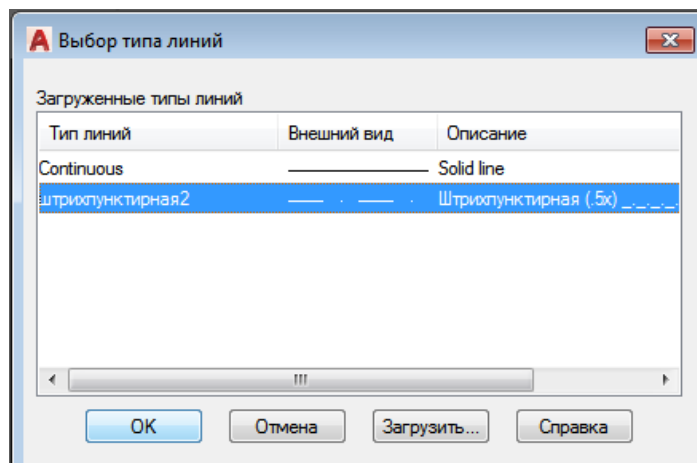 Выбор типа линий
Загруженные типы линий
Тип линий Внешний вид Описание
Continuous Solid line
штрихпунктирная2 Штрихпунктирная (.5x) _._._._.
OK Отмена Загрузить... Справка